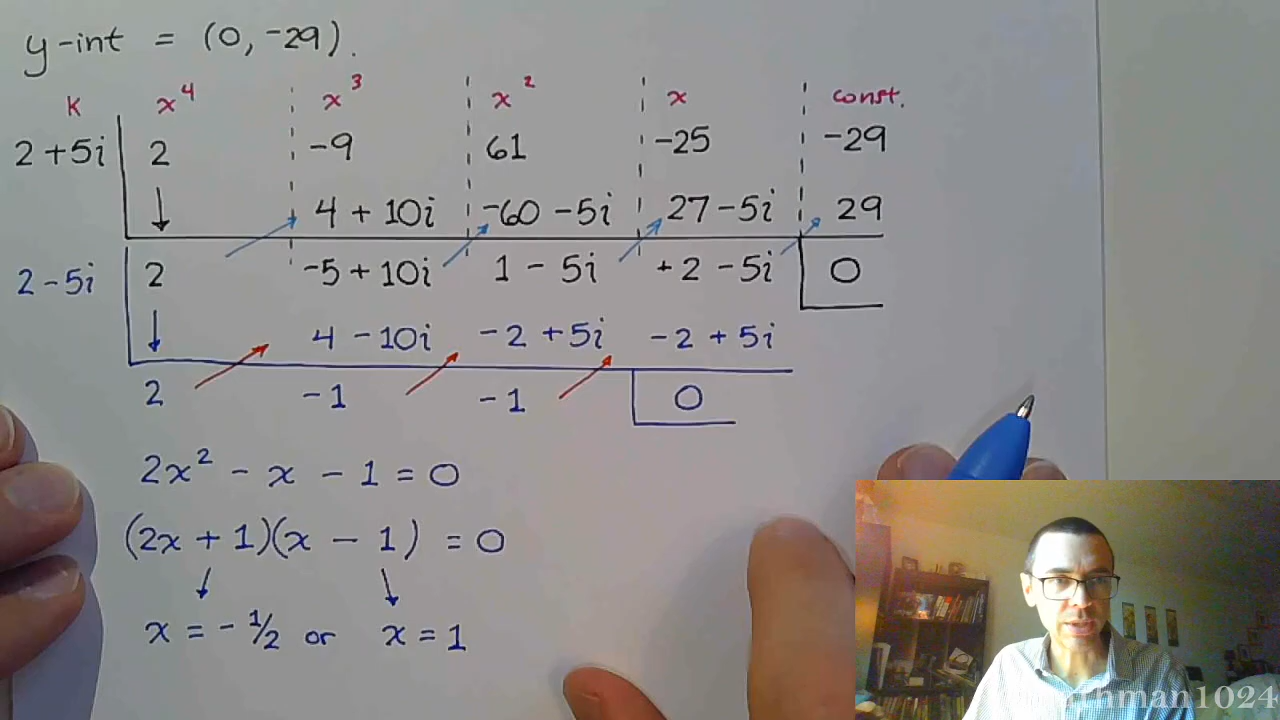 y-int = (0, -29).
K x⁴ x³ x² x const.
2+5i 2 -9 61 -25 -29
4 + 10i -60 - 5i 27 - 5i 29
2 - 5i 2 -5 + 10i 1 - 5i +2 - 5i 0
4 - 10i -2 + 5i -2 + 5i
2 -1 -1 0
2x² - x - 1 = 0
(2x + 1)(x - 1) = 0
x = - 1/2 or x = 1